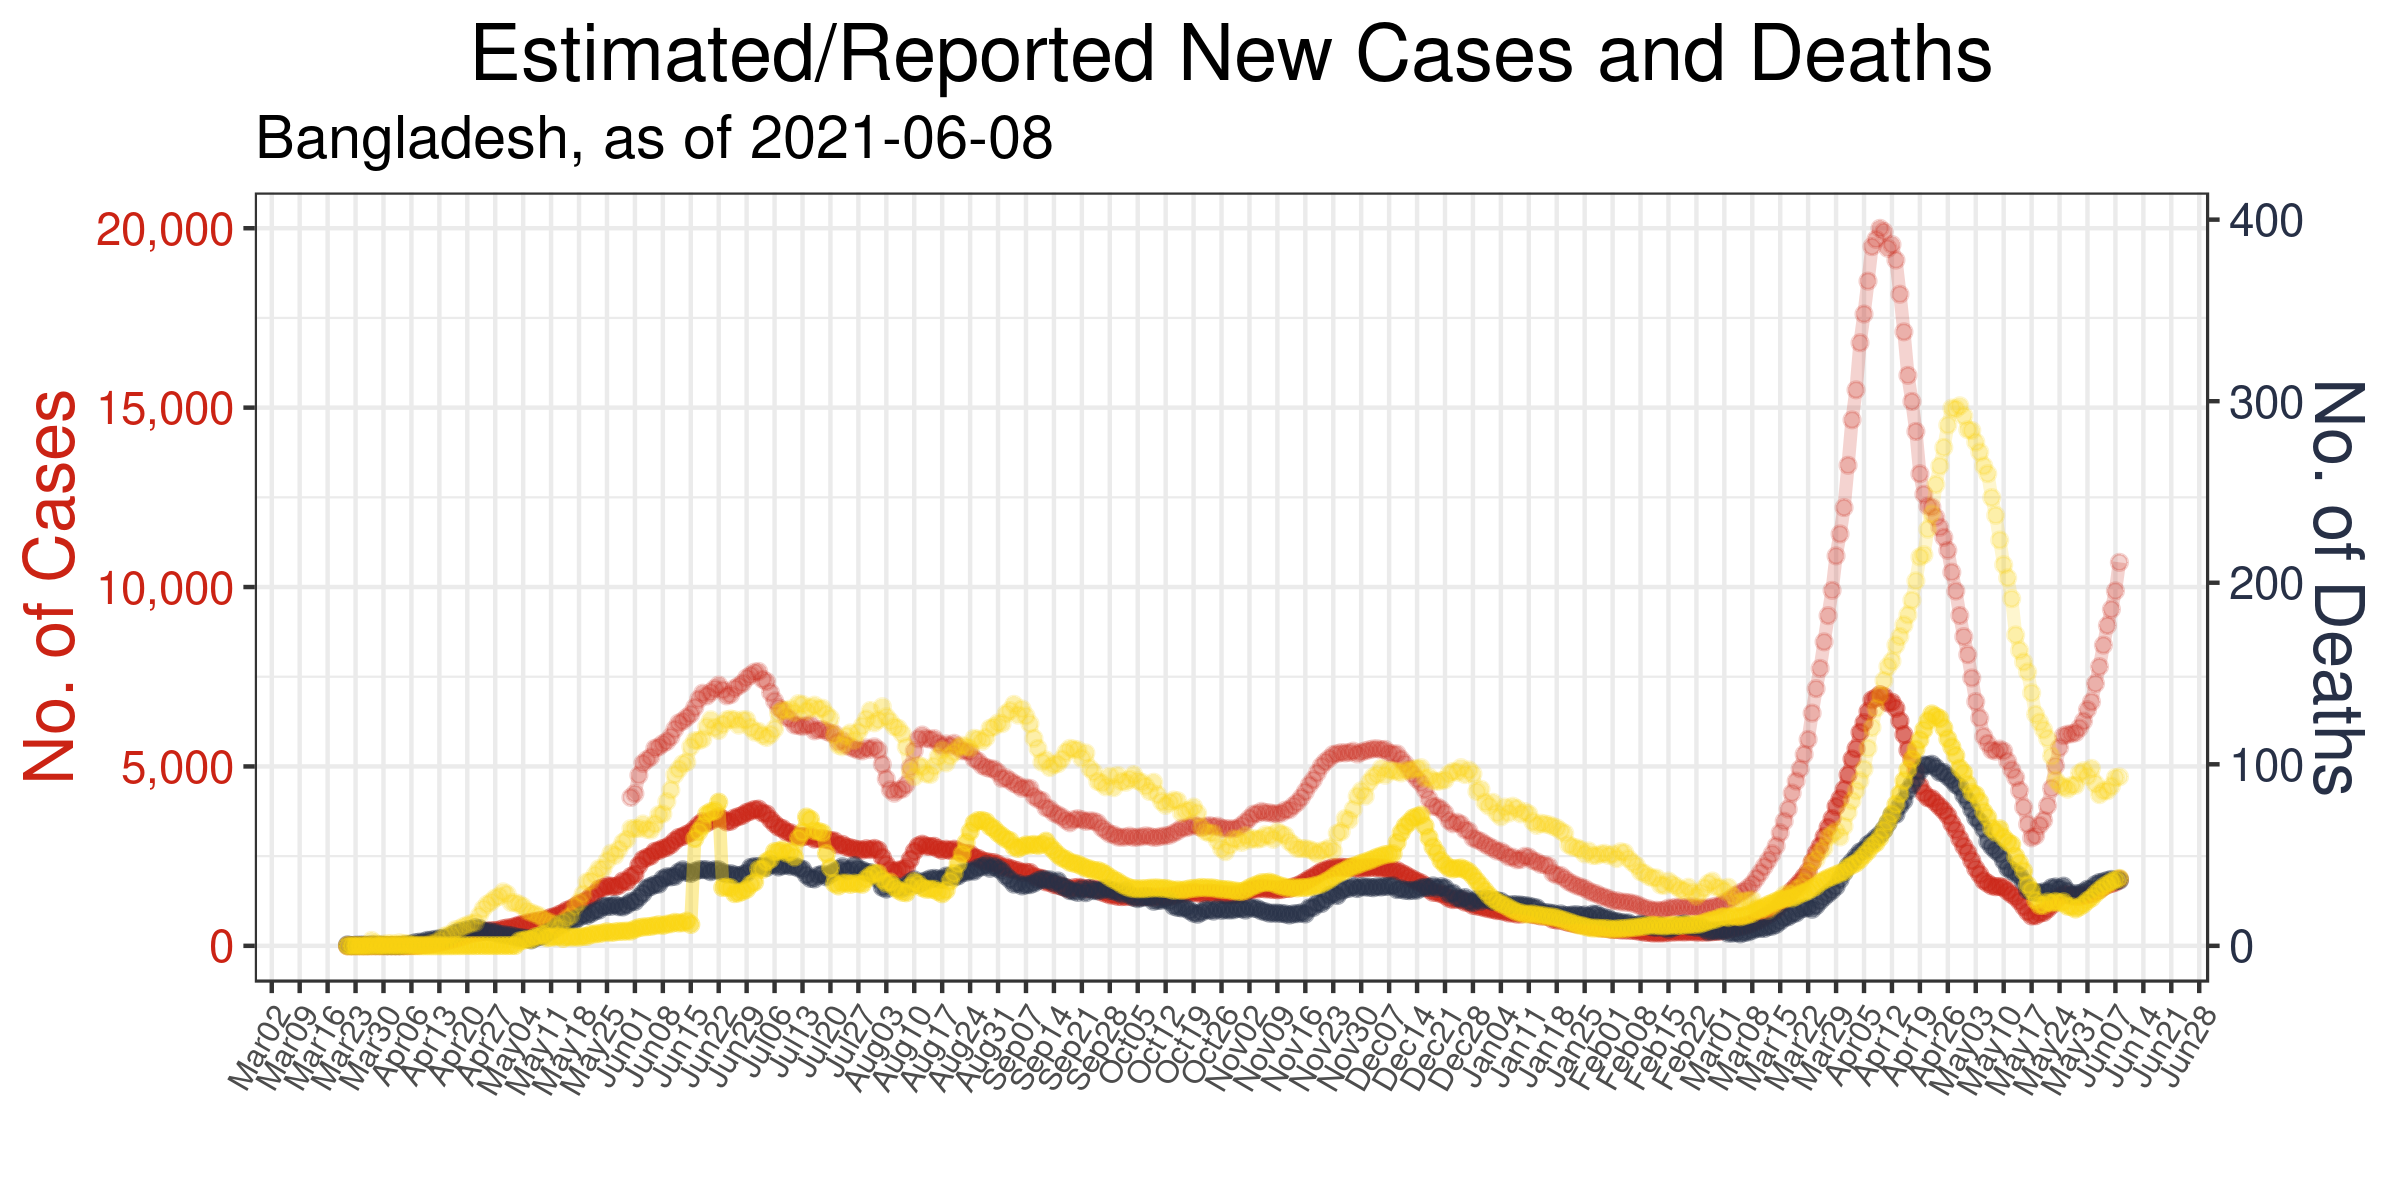 Estimated/Reported New Cases and Deaths
Bangladesh, as of 2021-06-08
No. of Cases
20,000
15,000
10,000
5,000
0
400
300
200
100
0
No. of Deaths
Mar02
Mar09
Mar16
Mar23
Mar30
Apr06
Apr13
Apr20
Apr27
May04
May11
May18
May25
Jun01
Jun08
Jun15
Jun22
Jun29
Jul06
Jul13
Jul20
Jul27
Aug03
Aug10
Aug17
Aug24
Aug31
Sep07
Sep14
Sep21
Sep28
Oct05
Oct12
Oct19
Oct26
Nov02
Nov09
Nov16
Nov23
Nov30
Dec07
Dec14
Dec21
Dec28
Jan04
Jan11
Jan18
Jan25
Feb01
Feb08
Feb15
Feb22
Mar01
Mar08
Mar15
Mar22
Mar29
Apr05
Apr12
Apr19
Apr26
May03
May10
May17
May24
May31
Jun07
Jun14
Jun21
Jun28